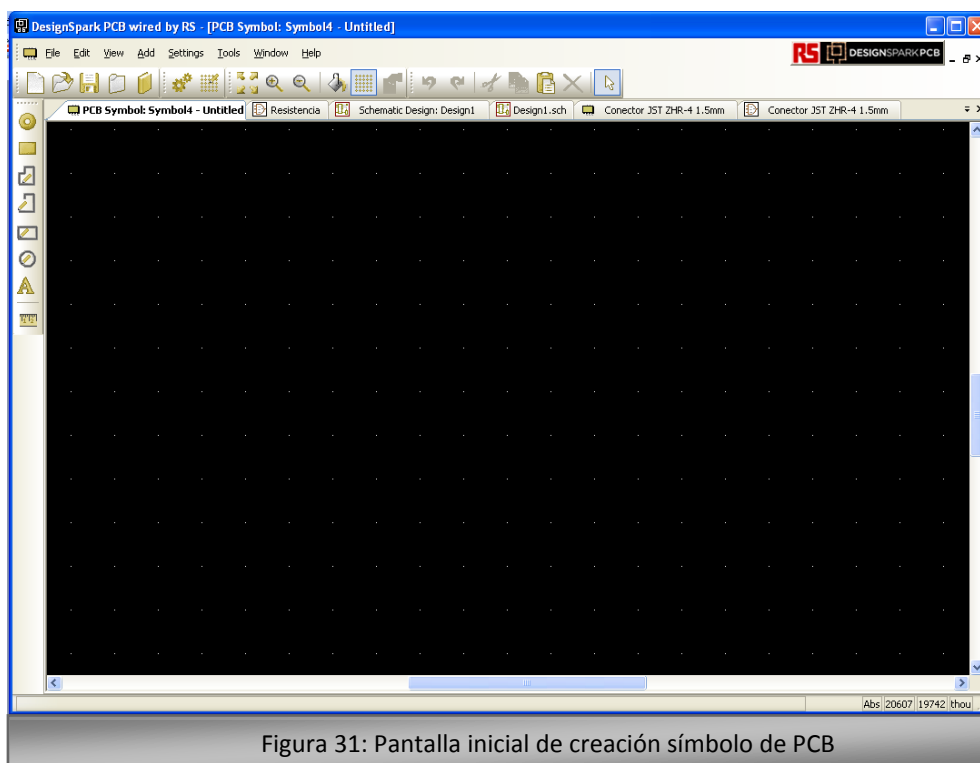 DesignSpark PCB wired by RS - [PCB Symbol: Symbol4 - Untitled]
File Edit View Add Settings Tools Window Help
RS DESIGNSPARK PCB
PCB Symbol: Symbol4 - Untitled Resistencia Schematic Design: Design1 Design1.sch Conector JST ZHR-4 1.5mm Conector JST ZHR-4 1.5mm
Abs 20607 19742 thou
Figura 31: Pantalla inicial de creación símbolo de PCB